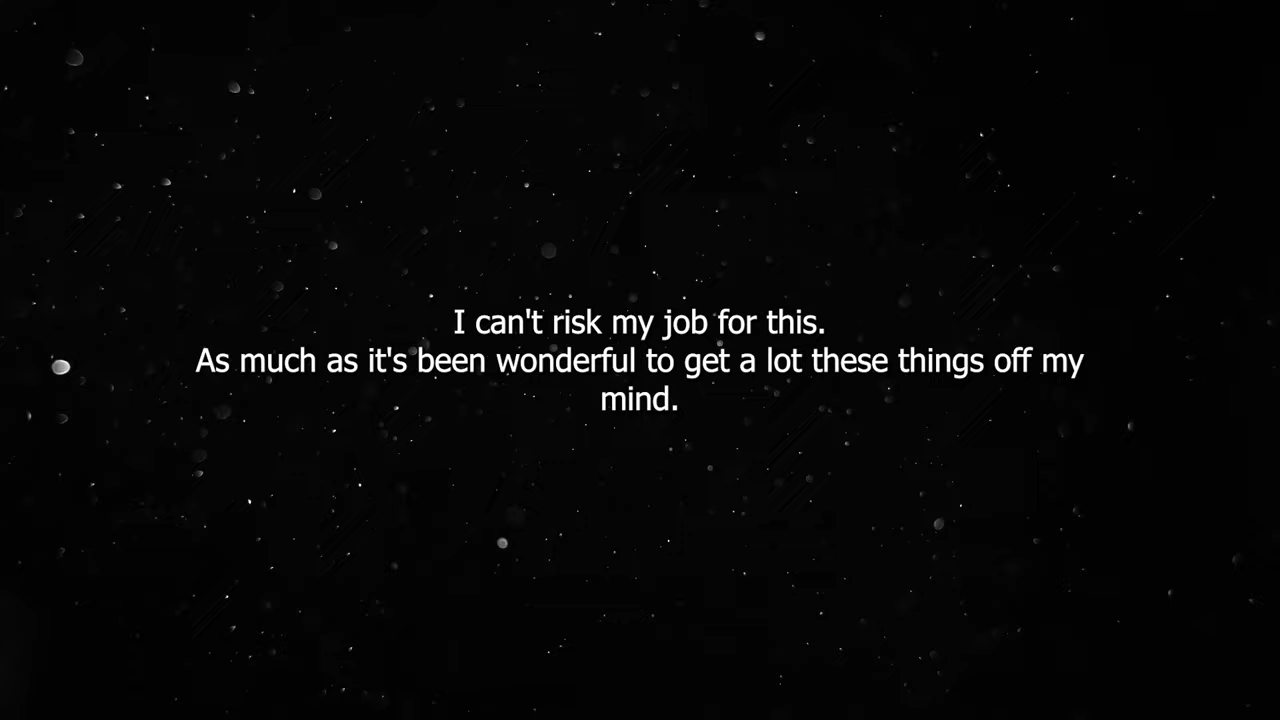 I can't risk my job for this.
As much as it's been wonderful to get a lot these things off my
mind.